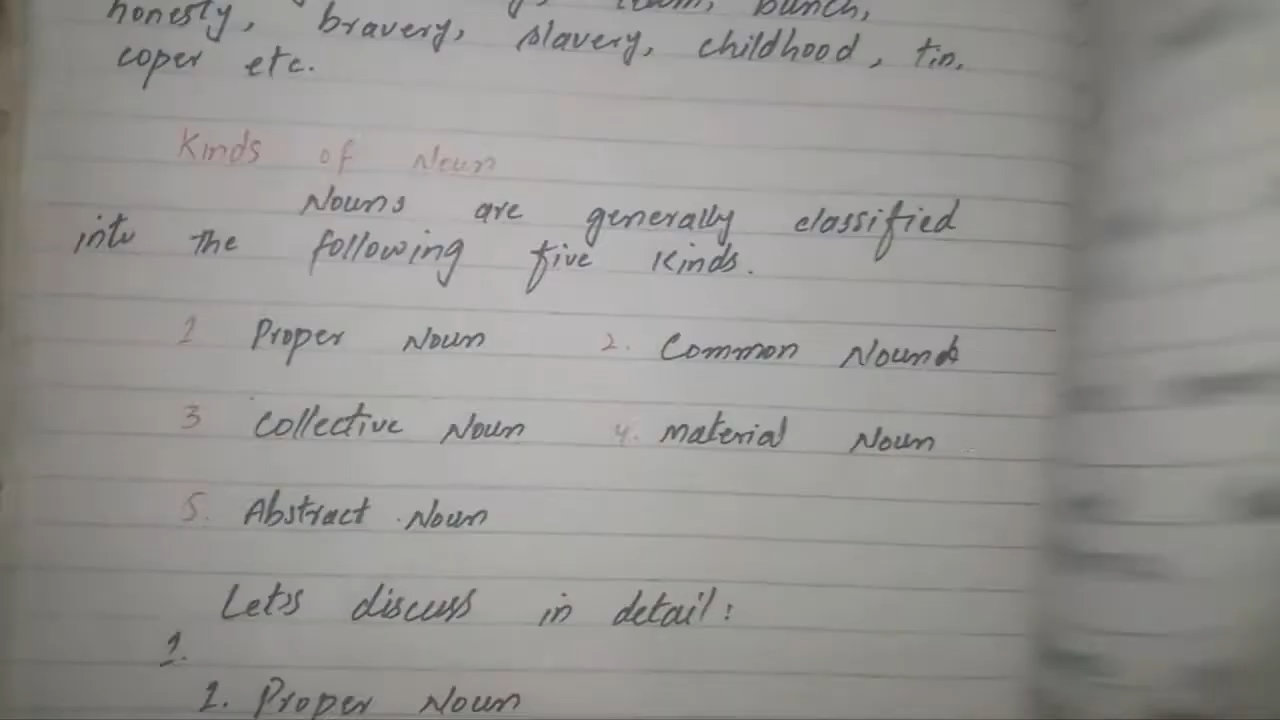 bunch,
honesty, bravery, slavery, childhood, tin,
coper etc.
Kinds of Noun
Nouns are generally classified
into the following five kinds.
1 Proper Noun 2. Common Nouns
3 Collective Noun 4. material Noun
5. Abstract Noun
Let's discuss in detail:
1.
1. Proper Noun